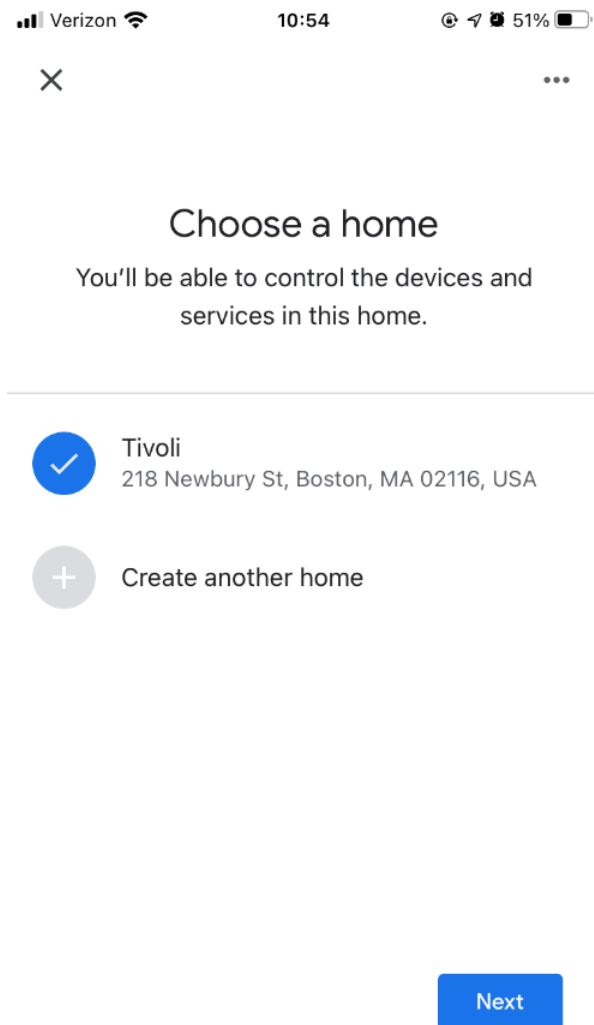 Verizon 10:54 51%
Choose a home
You'll be able to control the devices and
services in this home.
Tivoli
218 Newbury St, Boston, MA 02116, USA
Create another home
Next